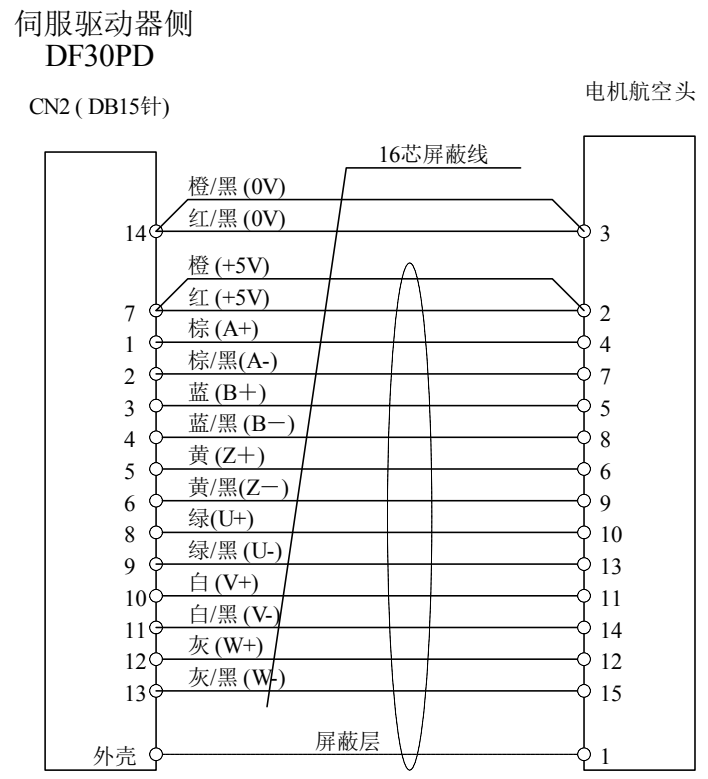 伺服驱动器侧
DF30PD
CN2 ( DB15针)
电机航空头
16芯屏蔽线
橙/黑 (0V)
红/黑 (0V)
14
3
橙 (+5V)
红 (+5V)
7
2
棕 (A+)
1
4
棕/黑(A-)
2
7
蓝 (B+)
3
5
蓝/黑 (B-)
4
8
黄 (Z+)
5
6
黄/黑(Z-)
6
9
绿(U+)
8
10
绿/黑 (U-)
9
13
白 (V+)
10
11
白/黑 (V-)
11
14
灰 (W+)
12
12
灰/黑 (W-)
13
15
屏蔽层
外壳
1